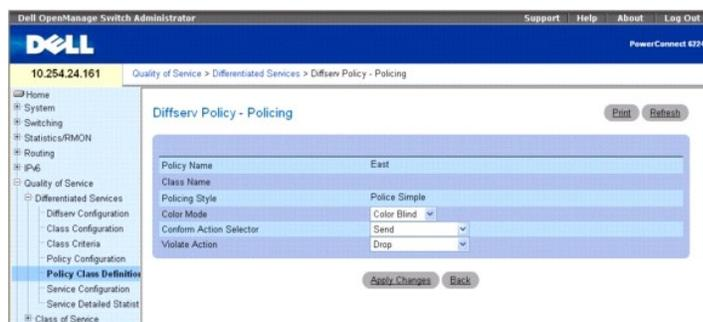 Dell OpenManage Switch Administrator
Support Help About Log Out
DELL
PowerConnect 6224
10.254.24.161
Quality of Service > Differentiated Services > Diffserv Policy - Policing
Home
System
Switching
Statistics/RMON
Routing
IPv6
Quality of Service
Differentiated Services
Diffserv Configuration
Class Configuration
Class Criteria
Policy Configuration
Policy Class Definition
Service Configuration
Service Detailed Statist
Class of Service
Diffserv Policy - Policing
Print Refresh
Policy Name East
Class Name
Policing Style Police Simple
Color Mode Color Blind
Conform Action Selector Send
Violate Action Drop
Apply Changes Back